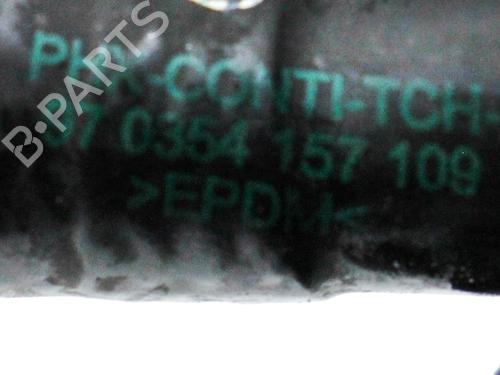 B-PARTS
-CONTI-TCH-
0354 157 109
>EPDM<